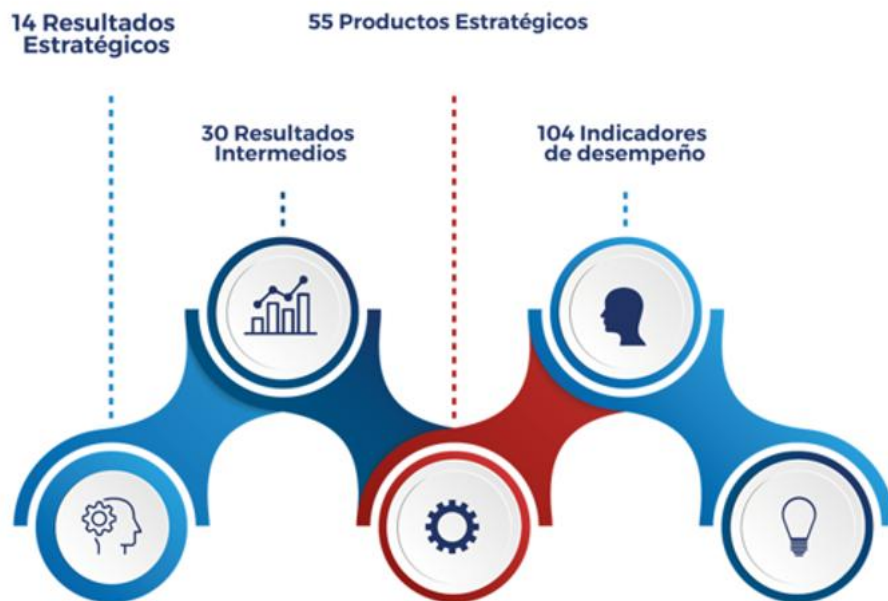 14 Resultados
Estratégicos
55 Productos Estratégicos
30 Resultados
Intermedios
104 Indicadores
de desempeño